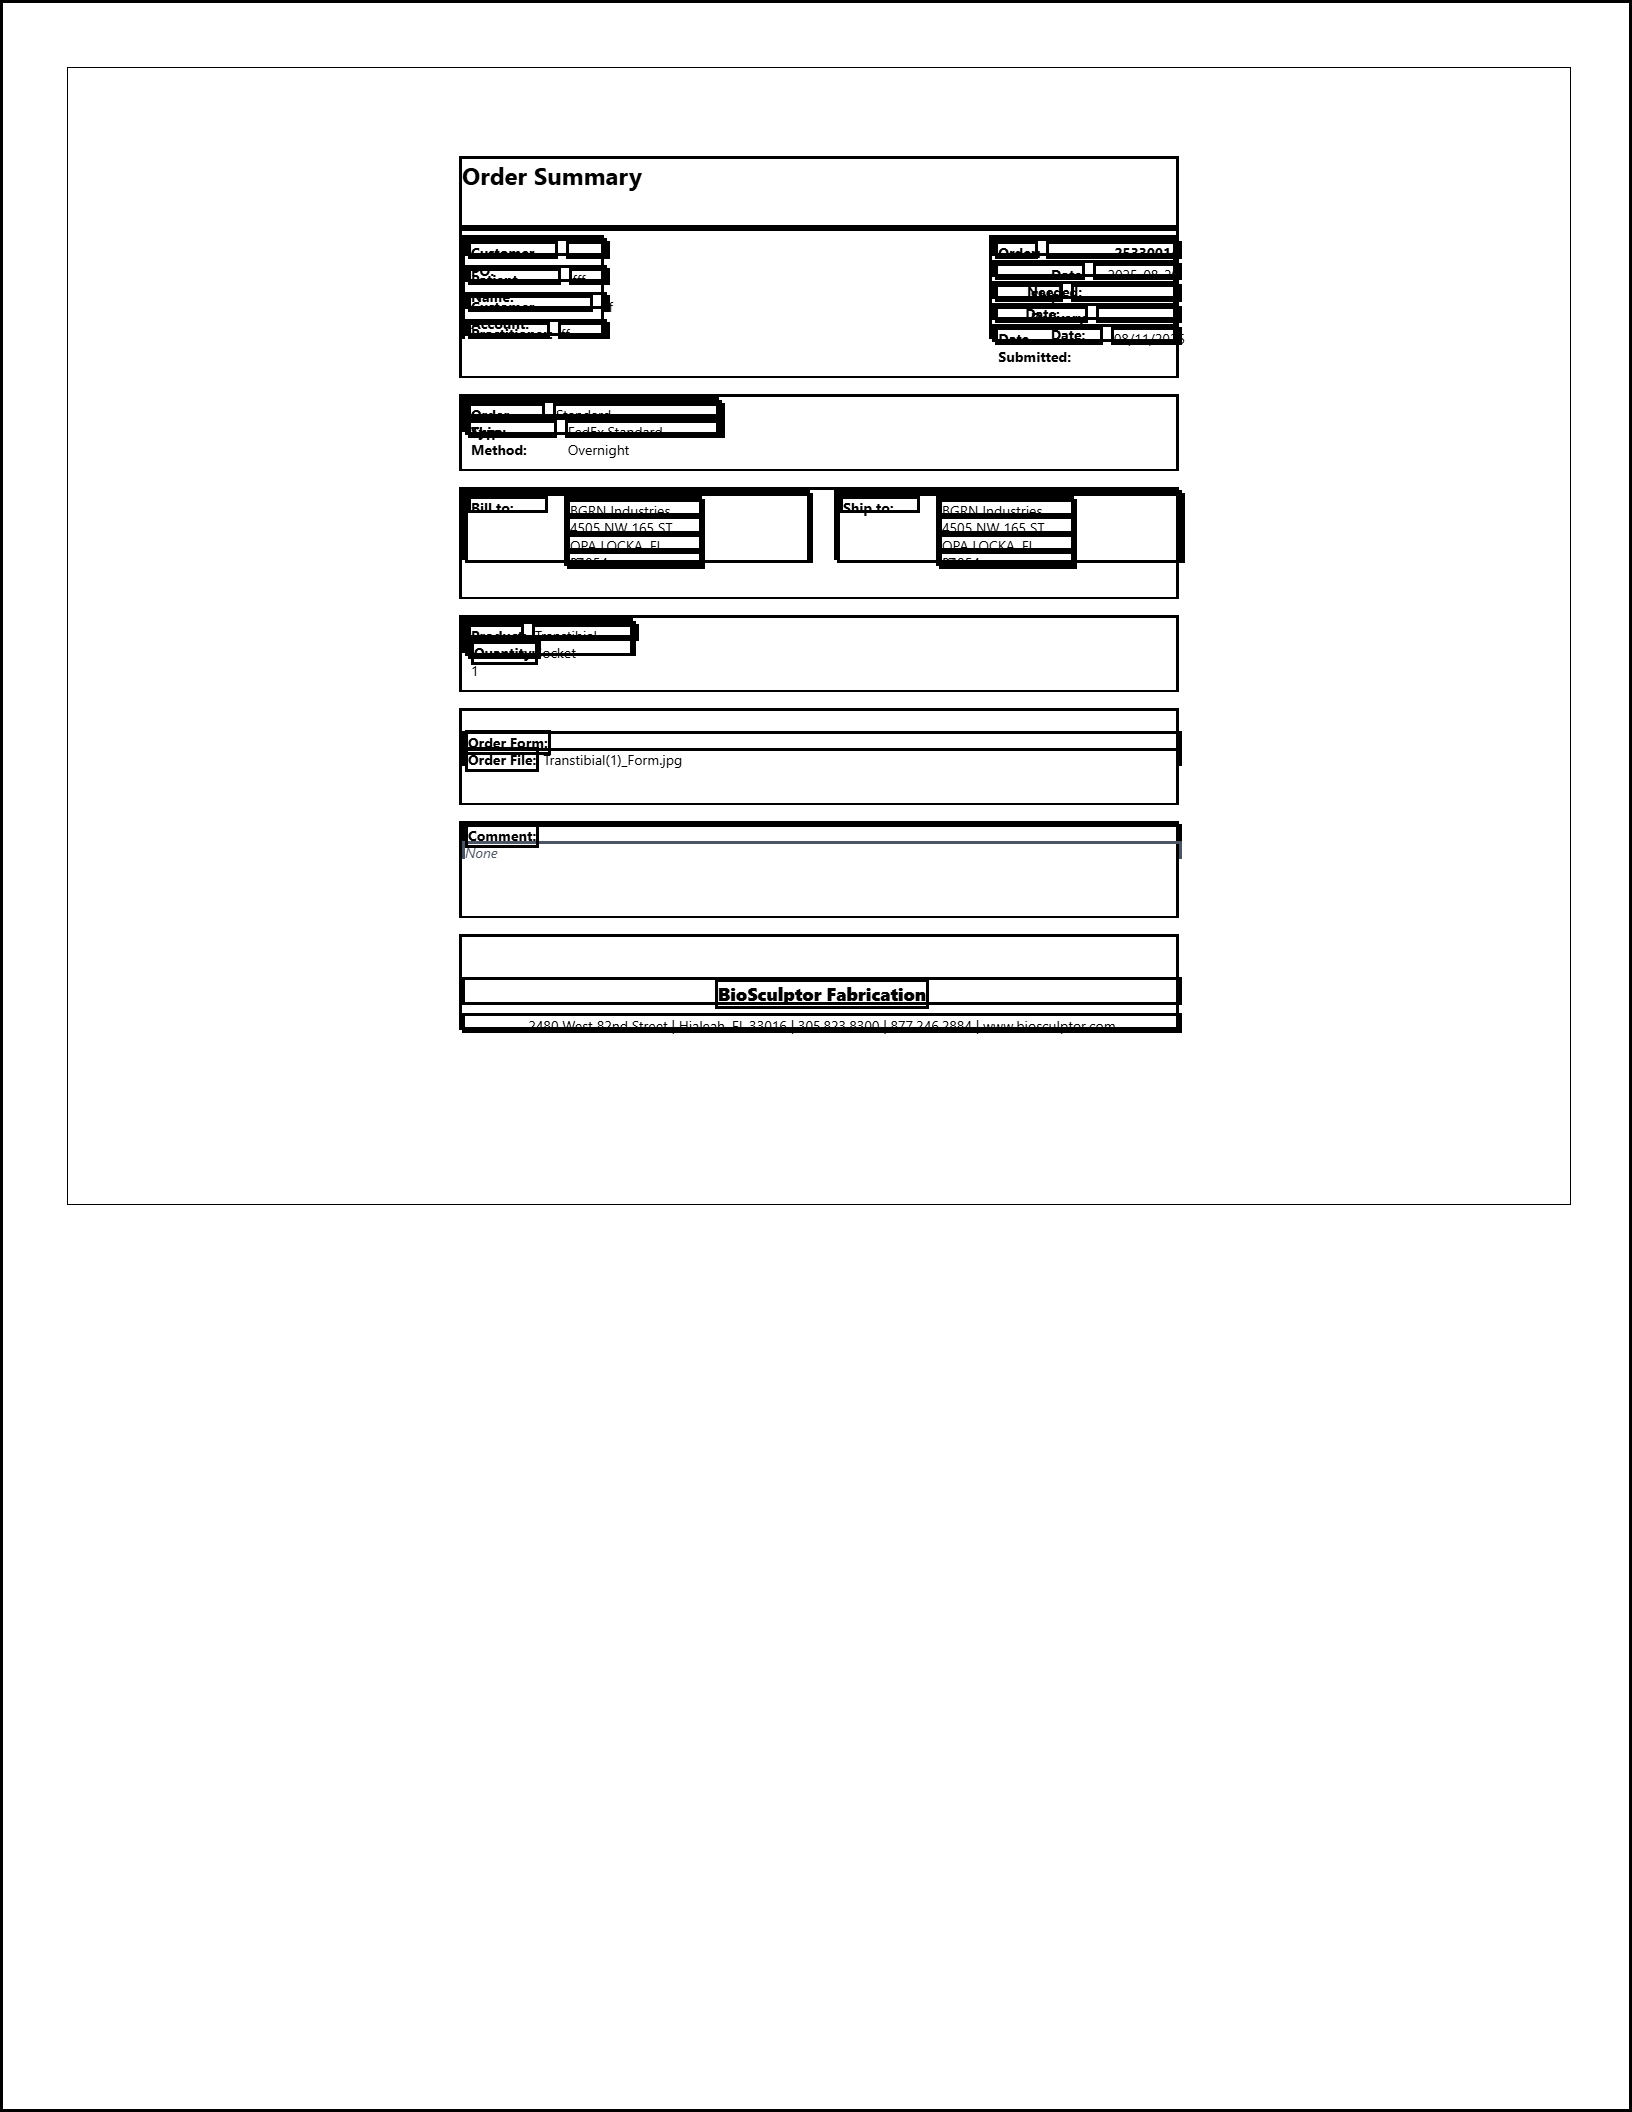 Order Summary
Customer
PO:
Patient fff
Name:
Customer f
Account:
Practitioner: ff
Order: 2533001
Date 2025-08-2
Needed:
Date:
Date:
Date 08/11/2025
Submitted:
Order Standard
Type:
Ship FedEx Standard
Method: Overnight
Bill to: BGRN Industries
4505 NW 165 ST
OPA LOCKA, FL
Ship to: BGRN Industries
4505 NW 165 ST
OPA LOCKA, FL
Product: Transtibial
Socket
Quantity:
1
Order Form:
Order File: Transtibial(1)_Form.jpg
Comment:
None
BioSculptor Fabrication
2480 West 82nd Street | Hialeah, FL 33016 | 305.823.8300 | 877.246.2884 | www.biosculptor.com